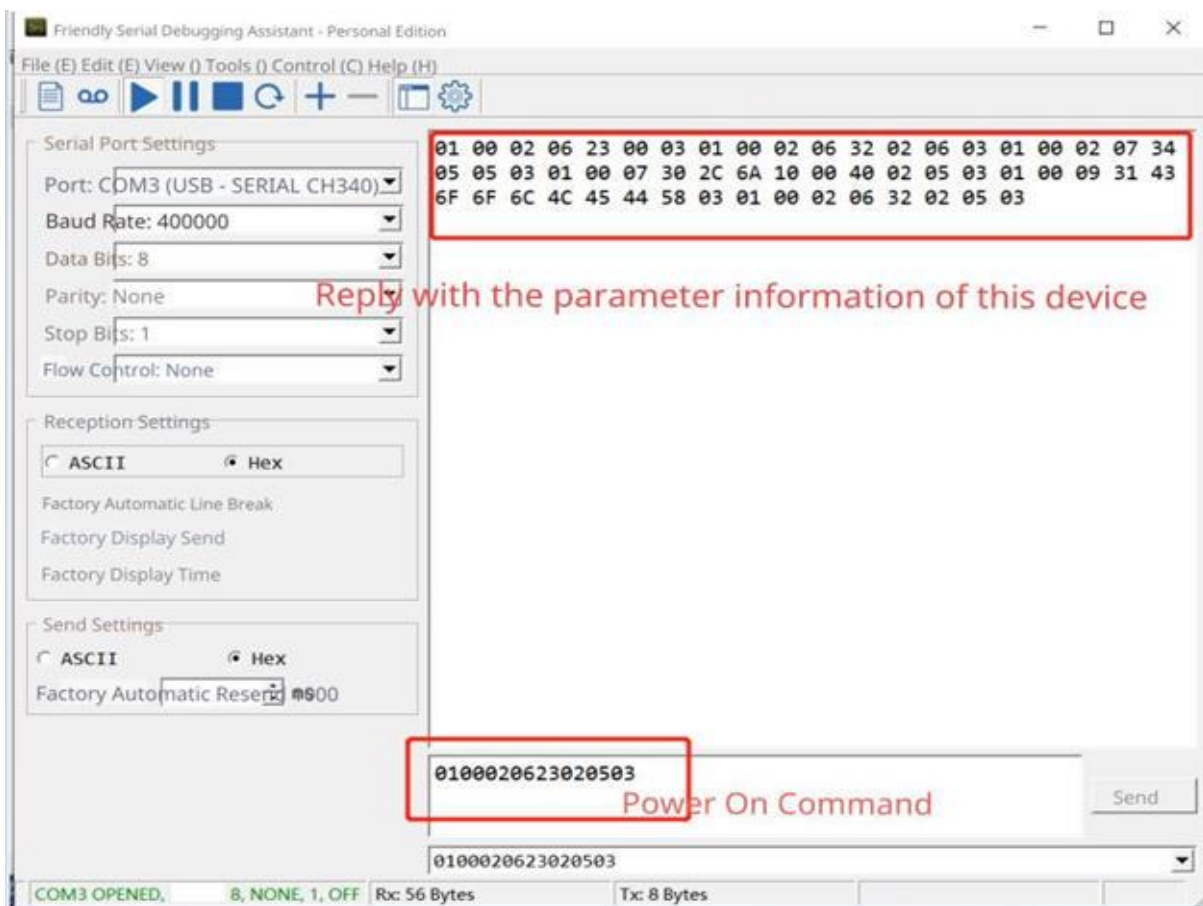 Friendly Serial Debugging Assistant - Personal Edition
File (E) Edit (E) View () Tools () Control (C) Help (H)
Serial Port Settings
Port: COM3 (USB - SERIAL CH340)
Baud Rate: 400000
Data Bits: 8
Parity: None
Stop Bits: 1
Flow Control: None
Reception Settings
ASCII Hex
Factory Automatic Line Break
Factory Display Send
Factory Display Time
Send Settings
ASCII Hex
Factory Automatic Resend
01 00 02 06 23 00 03 01 00 02 06 32 02 06 03 01 00 02 07 34
05 05 03 01 00 07 30 2C 6A 10 00 40 02 05 03 01 00 09 31 43
6F 6F 6C 4C 45 44 58 03 01 00 02 06 32 02 05 03
Reply with the parameter information of this device
0100020623020503
Power On Command
Send
0100020623020503
COM3 OPENED, 8, NONE, 1, OFF Rx: 56 Bytes Tx: 8 Bytes